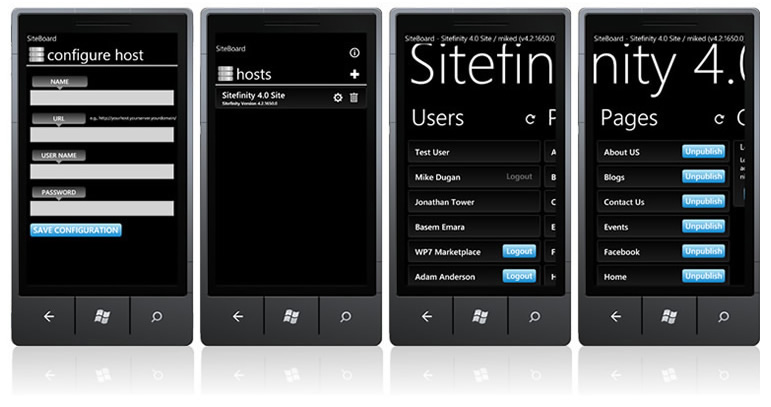 SiteBoard
configure host
NAME
URL
e.g., http://yourhost.yourserver.yourdomain/
USER NAME
PASSWORD
SAVE CONFIGURATION
SiteBoard
hosts
Sitefinity 4.0 Site
Sitefinity Version 4.2.1650.0
SiteBoard - Sitefinity 4.0 Site / miked (v4.2.1650.0)
Sitefinity
Users
P
Test User
A
Mike Dugan
Logout
B
Jonathan Tower
C
Basem Emara
E
WP7 Marketplace
Logout
F
Adam Anderson
Logout
H
SiteBoard - Sitefinity 4.0 Site / miked (v4.2.1650.0)
nity 4.0
Pages
About US
Unpublish
Blogs
Unpublish
Contact Us
Unpublish
Events
Unpublish
Facebook
Unpublish
Home
Unpublish